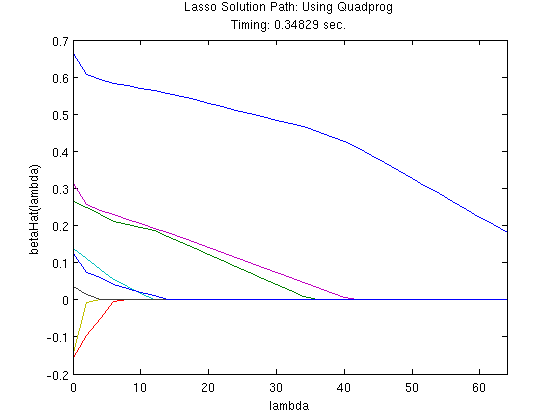 Lasso Solution Path: Using Quadprog
Timing: 0.34829 sec.
0.7
0.6
0.5
0.4
0.3
0.2
0.1
0
-0.1
-0.2
betaHat(lambda)
0 10 20 30 40 50 60
lambda